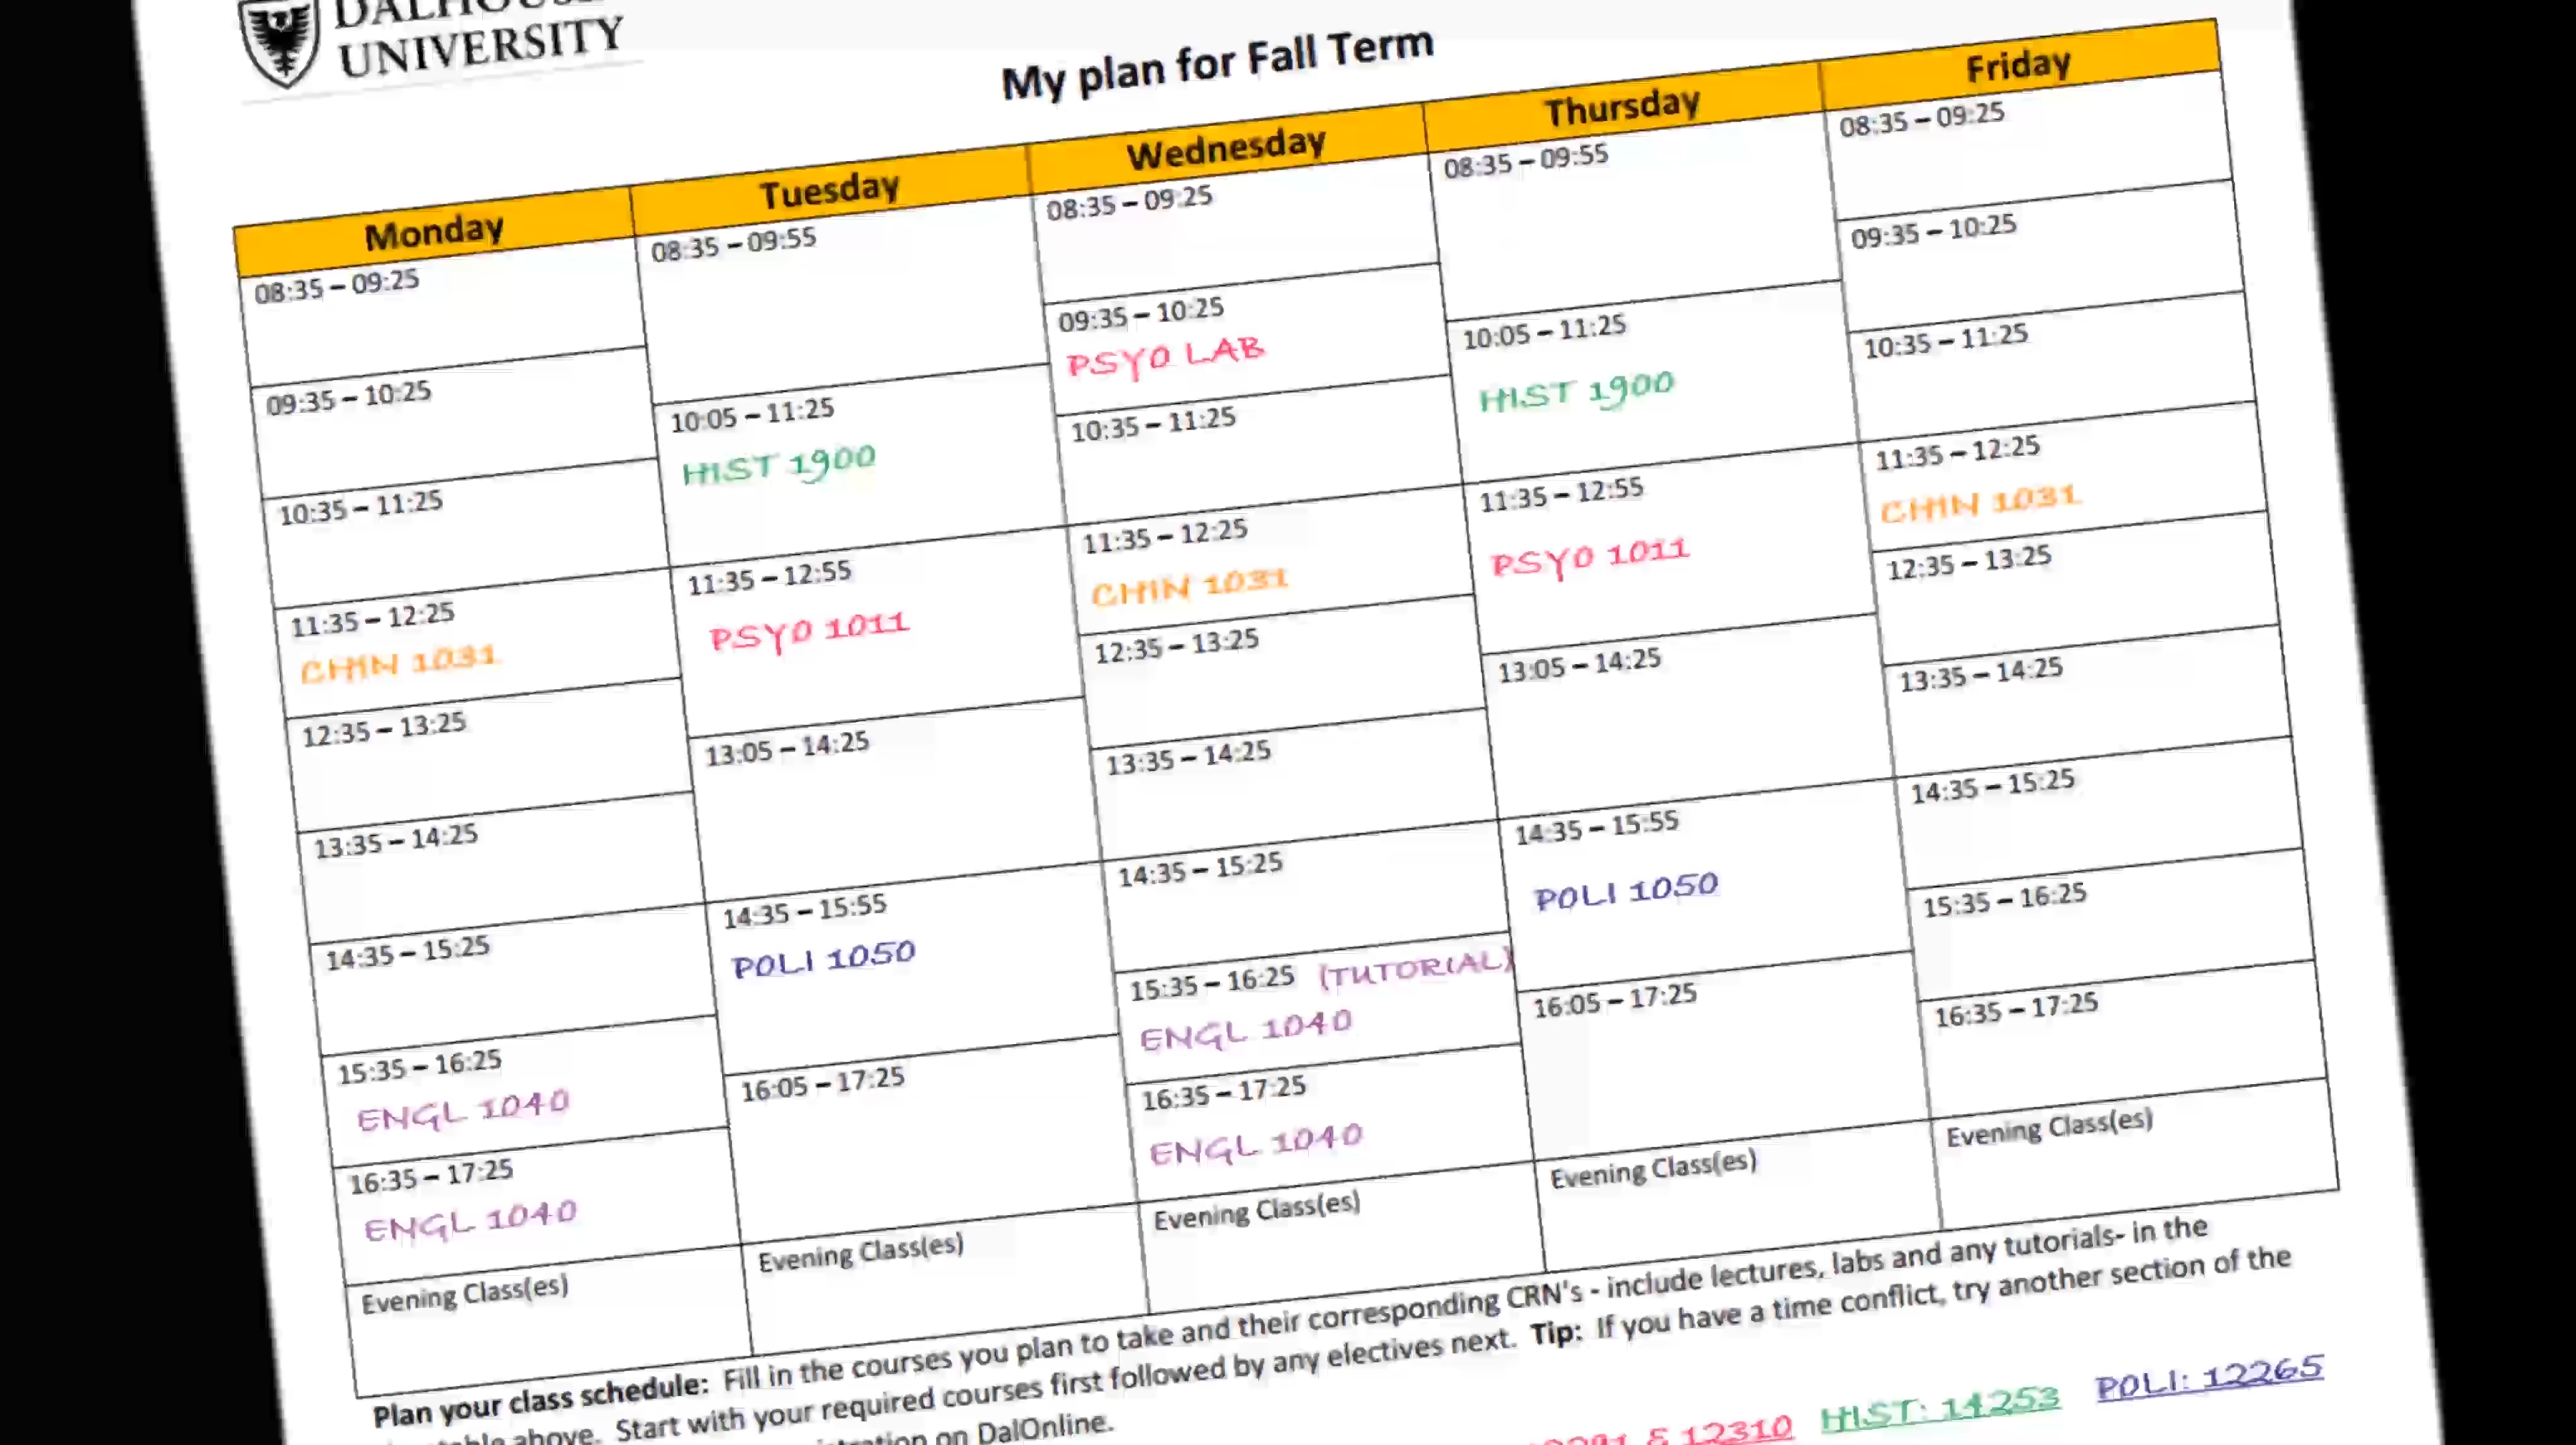 UNIVERSITY
My plan for Fall Term
Monday
Tuesday
Wednesday
Thursday
Friday
08:35 – 09:25
09:35 – 10:25
10:35 – 11:25
11:35 – 12:25
CHIN 1031
12:35 – 13:25
13:35 – 14:25
14:35 – 15:25
15:35 – 16:25
ENGL 1040
16:35 – 17:25
ENGL 1040
Evening Class(es)
08:35 – 09:55
10:05 – 11:25
HIST 1900
11:35 – 12:55
PSYO 1011
13:05 – 14:25
14:35 – 15:55
POLI 1050
16:05 – 17:25
Evening Class(es)
08:35 – 09:25
09:35 – 10:25
PSYO LAB
10:35 – 11:25
11:35 – 12:25
CHIN 1031
12:35 – 13:25
13:35 – 14:25
14:35 – 15:25
15:35 – 16:25 (TUTORIAL)
ENGL 1040
16:35 – 17:25
ENGL 1040
Evening Class(es)
08:35 – 09:55
10:05 – 11:25
HIST 1900
11:35 – 12:55
PSYO 1011
13:05 – 14:25
14:35 – 15:55
POLI 1050
16:05 – 17:25
Evening Class(es)
08:35 – 09:25
09:35 – 10:25
10:35 – 11:25
11:35 – 12:25
CHIN 1031
12:35 – 13:25
13:35 – 14:25
14:35 – 15:25
15:35 – 16:25
16:35 – 17:25
Evening Class(es)
Plan your class schedule: Fill in the courses you plan to take and their corresponding CRN's - include lectures, labs and any tutorials- in the
above. Start with your required courses first followed by any electives next. Tip: If you have a time conflict, try another section of the
on DalOnline.
& 12310 HIST: 14253 POLI: 12265